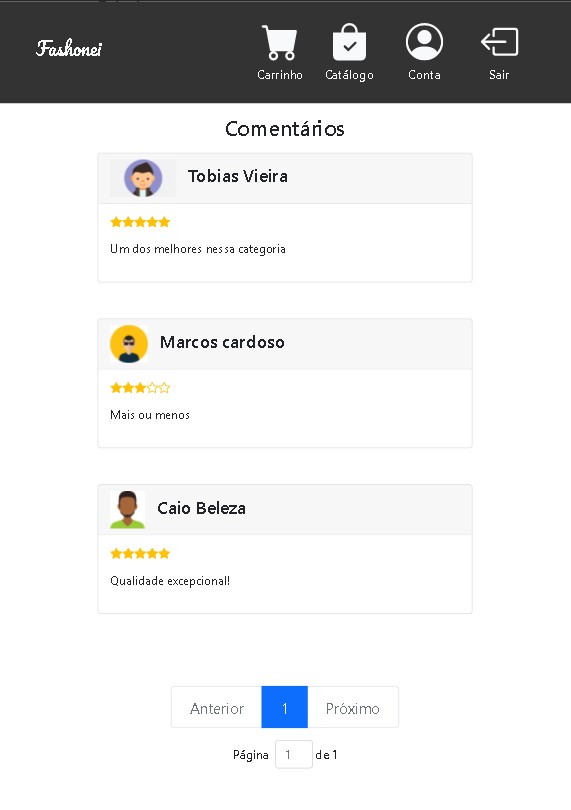 Fashonei
Carrinho
Catálogo
Conta
Sair
Comentários
Tobias Vieira
Um dos melhores nessa categoria
Marcos cardoso
Mais ou menos
Caio Beleza
Qualidade excepcional!
Anterior 1 Próximo
Página 1 de 1